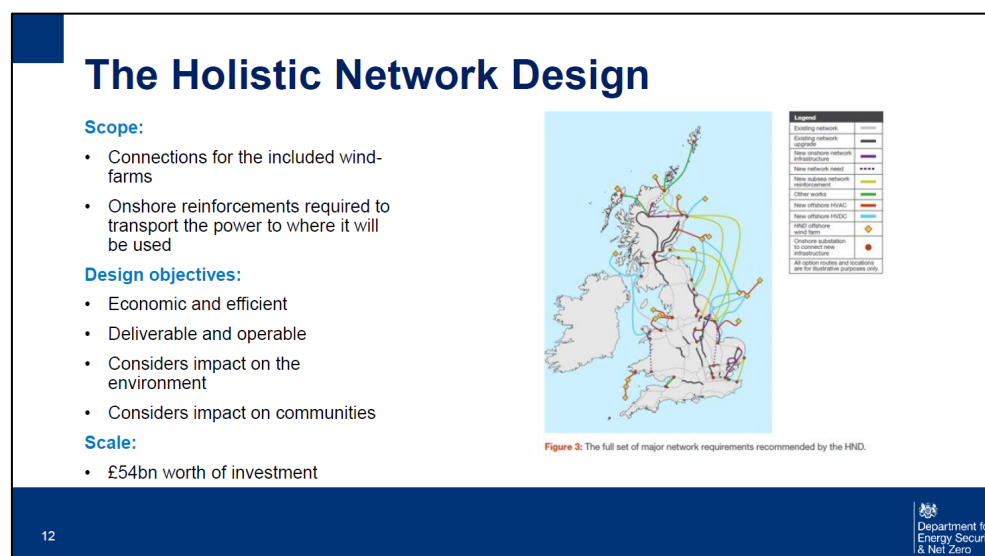 The Holistic Network Design
Scope:
• Connections for the included wind-
farms
• Onshore reinforcements required to
transport the power to where it will
be used
Design objectives:
• Economic and efficient
• Deliverable and operable
• Considers impact on the
environment
• Considers impact on communities
Scale:
• £54bn worth of investment
Legend
Existing network
Existing network
upgrade
New onshore network
infrastructure
New network need
New subsea network
reinforcement
Other works
New offshore HVAC
New offshore HVDC
HND offshore
wind farm
Onshore substation
to connect new
infrastructure
All option routes and locations
are for illustrative purposes only.
Figure 3: The full set of major network requirements recommended by the HND.
12
Department fo
Energy Securi
& Net Zero